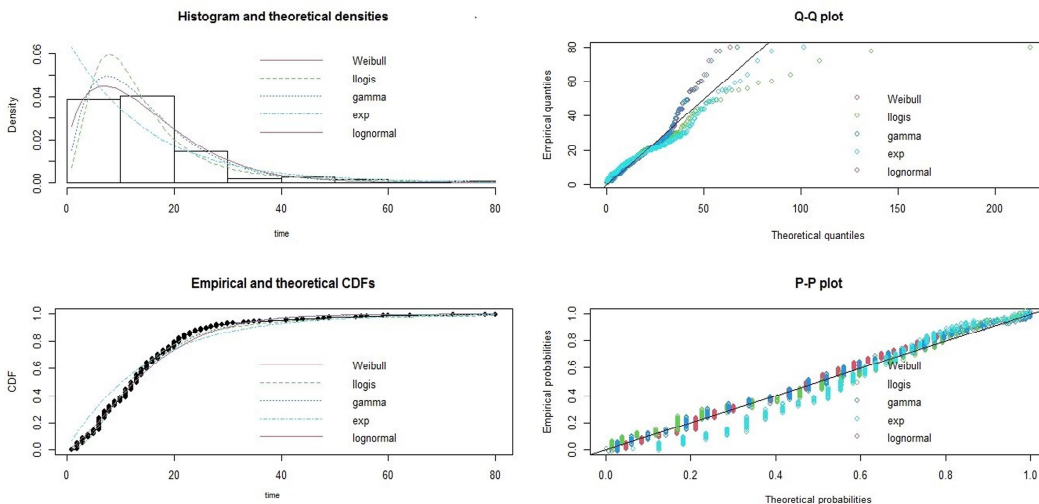 Histogram and theoretical densities
Density
0.00 0.02 0.04 0.06
Weibull
llogis
gamma
exp
lognormal
0 20 40 60 80
time
Q-Q plot
Empirical quantiles
0 20 40 60 80
Weibull
llogis
gamma
exp
lognormal
0 50 100 150 200
Theoretical quantiles
Empirical and theoretical CDFs
CDF
0.0 0.2 0.4 0.6 0.8 1.0
Weibull
llogis
gamma
exp
lognormal
0 20 40 60 80
time
P-P plot
Empirical probabilities
0.0 0.2 0.4 0.6 0.8 1.0
Weibull
llogis
gamma
exp
lognormal
0.0 0.2 0.4 0.6 0.8 1.0
Theoretical probabilities